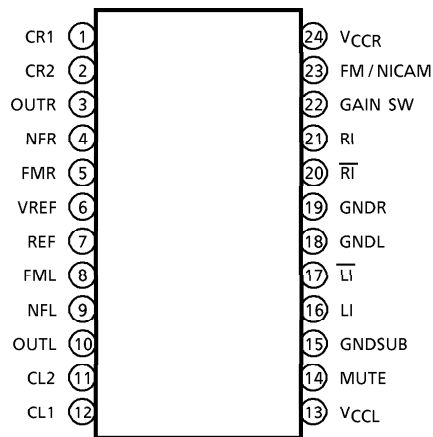 CR1 1 24 VCCR
CR2 2 23 FM / NICAM
OUTR 3 22 GAIN SW
NFR 4 21 RI
FMR 5 20 R̅I̅
VREF 6 19 GNDR
REF 7 18 GNDL
FML 8 17 L̅I̅
NFL 9 16 LI
OUTL 10 15 GNDSUB
CL2 11 14 MUTE
CL1 12 13 VCCL